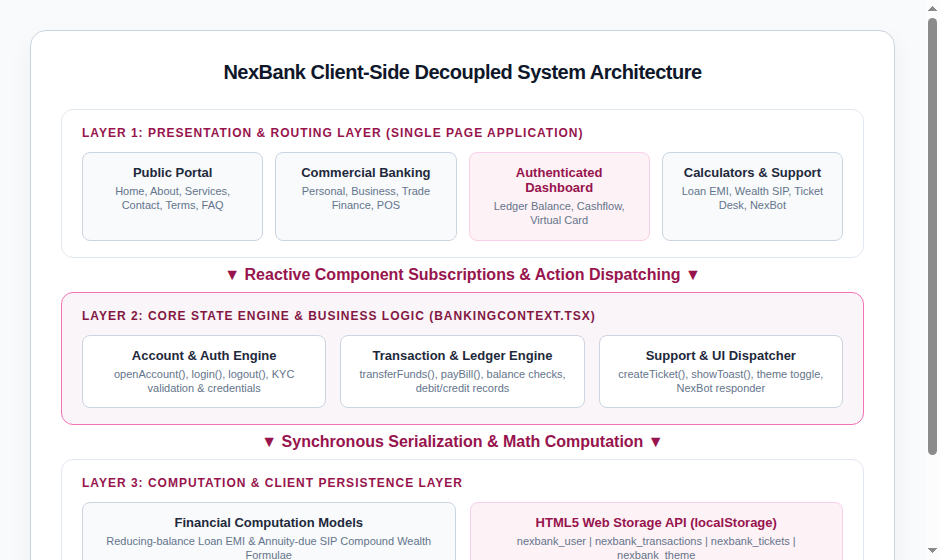 NexBank Client-Side Decoupled System Architecture
LAYER 1: PRESENTATION & ROUTING LAYER (SINGLE PAGE APPLICATION)
Public Portal
Home, About, Services,
Contact, Terms, FAQ
Commercial Banking
Personal, Business, Trade
Finance, POS
Authenticated
Dashboard
Ledger Balance, Cashflow,
Virtual Card
Calculators & Support
Loan EMI, Wealth SIP, Ticket
Desk, NexBot
▼ Reactive Component Subscriptions & Action Dispatching ▼
LAYER 2: CORE STATE ENGINE & BUSINESS LOGIC (BANKINGCONTEXT.TSX)
Account & Auth Engine
openAccount(), login(), logout(), KYC
validation & credentials
Transaction & Ledger Engine
transferFunds(), payBill(), balance checks,
debit/credit records
Support & UI Dispatcher
createTicket(), showToast(), theme toggle,
NexBot responder
▼ Synchronous Serialization & Math Computation ▼
LAYER 3: COMPUTATION & CLIENT PERSISTENCE LAYER
Financial Computation Models
Reducing-balance Loan EMI & Annuity-due SIP Compound Wealth
Formulae
HTML5 Web Storage API (localStorage)
nexbank_user | nexbank_transactions | nexbank_tickets |
nexbank_theme